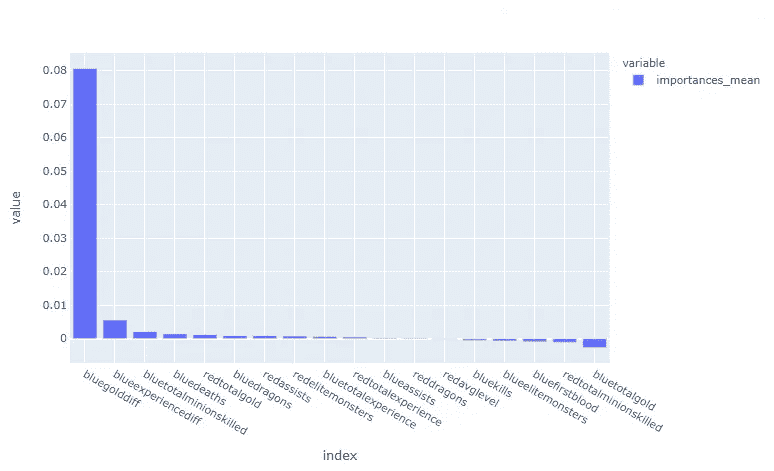 variable
importances_mean
0.08
0.07
0.06
0.05
0.04
0.03
0.02
0.01
0
value
bluegolddiff
blueexperiencediff
bluetotalminionskilled
bluedeaths
redtotalgold
bluedragons
redassists
redelitemonsters
bluetotalexperience
redtotalexperience
blueassists
reddragons
redavglevel
bluekills
blueelitemonsters
bluefirstblood
redtotalminionskilled
bluetotalgold
index